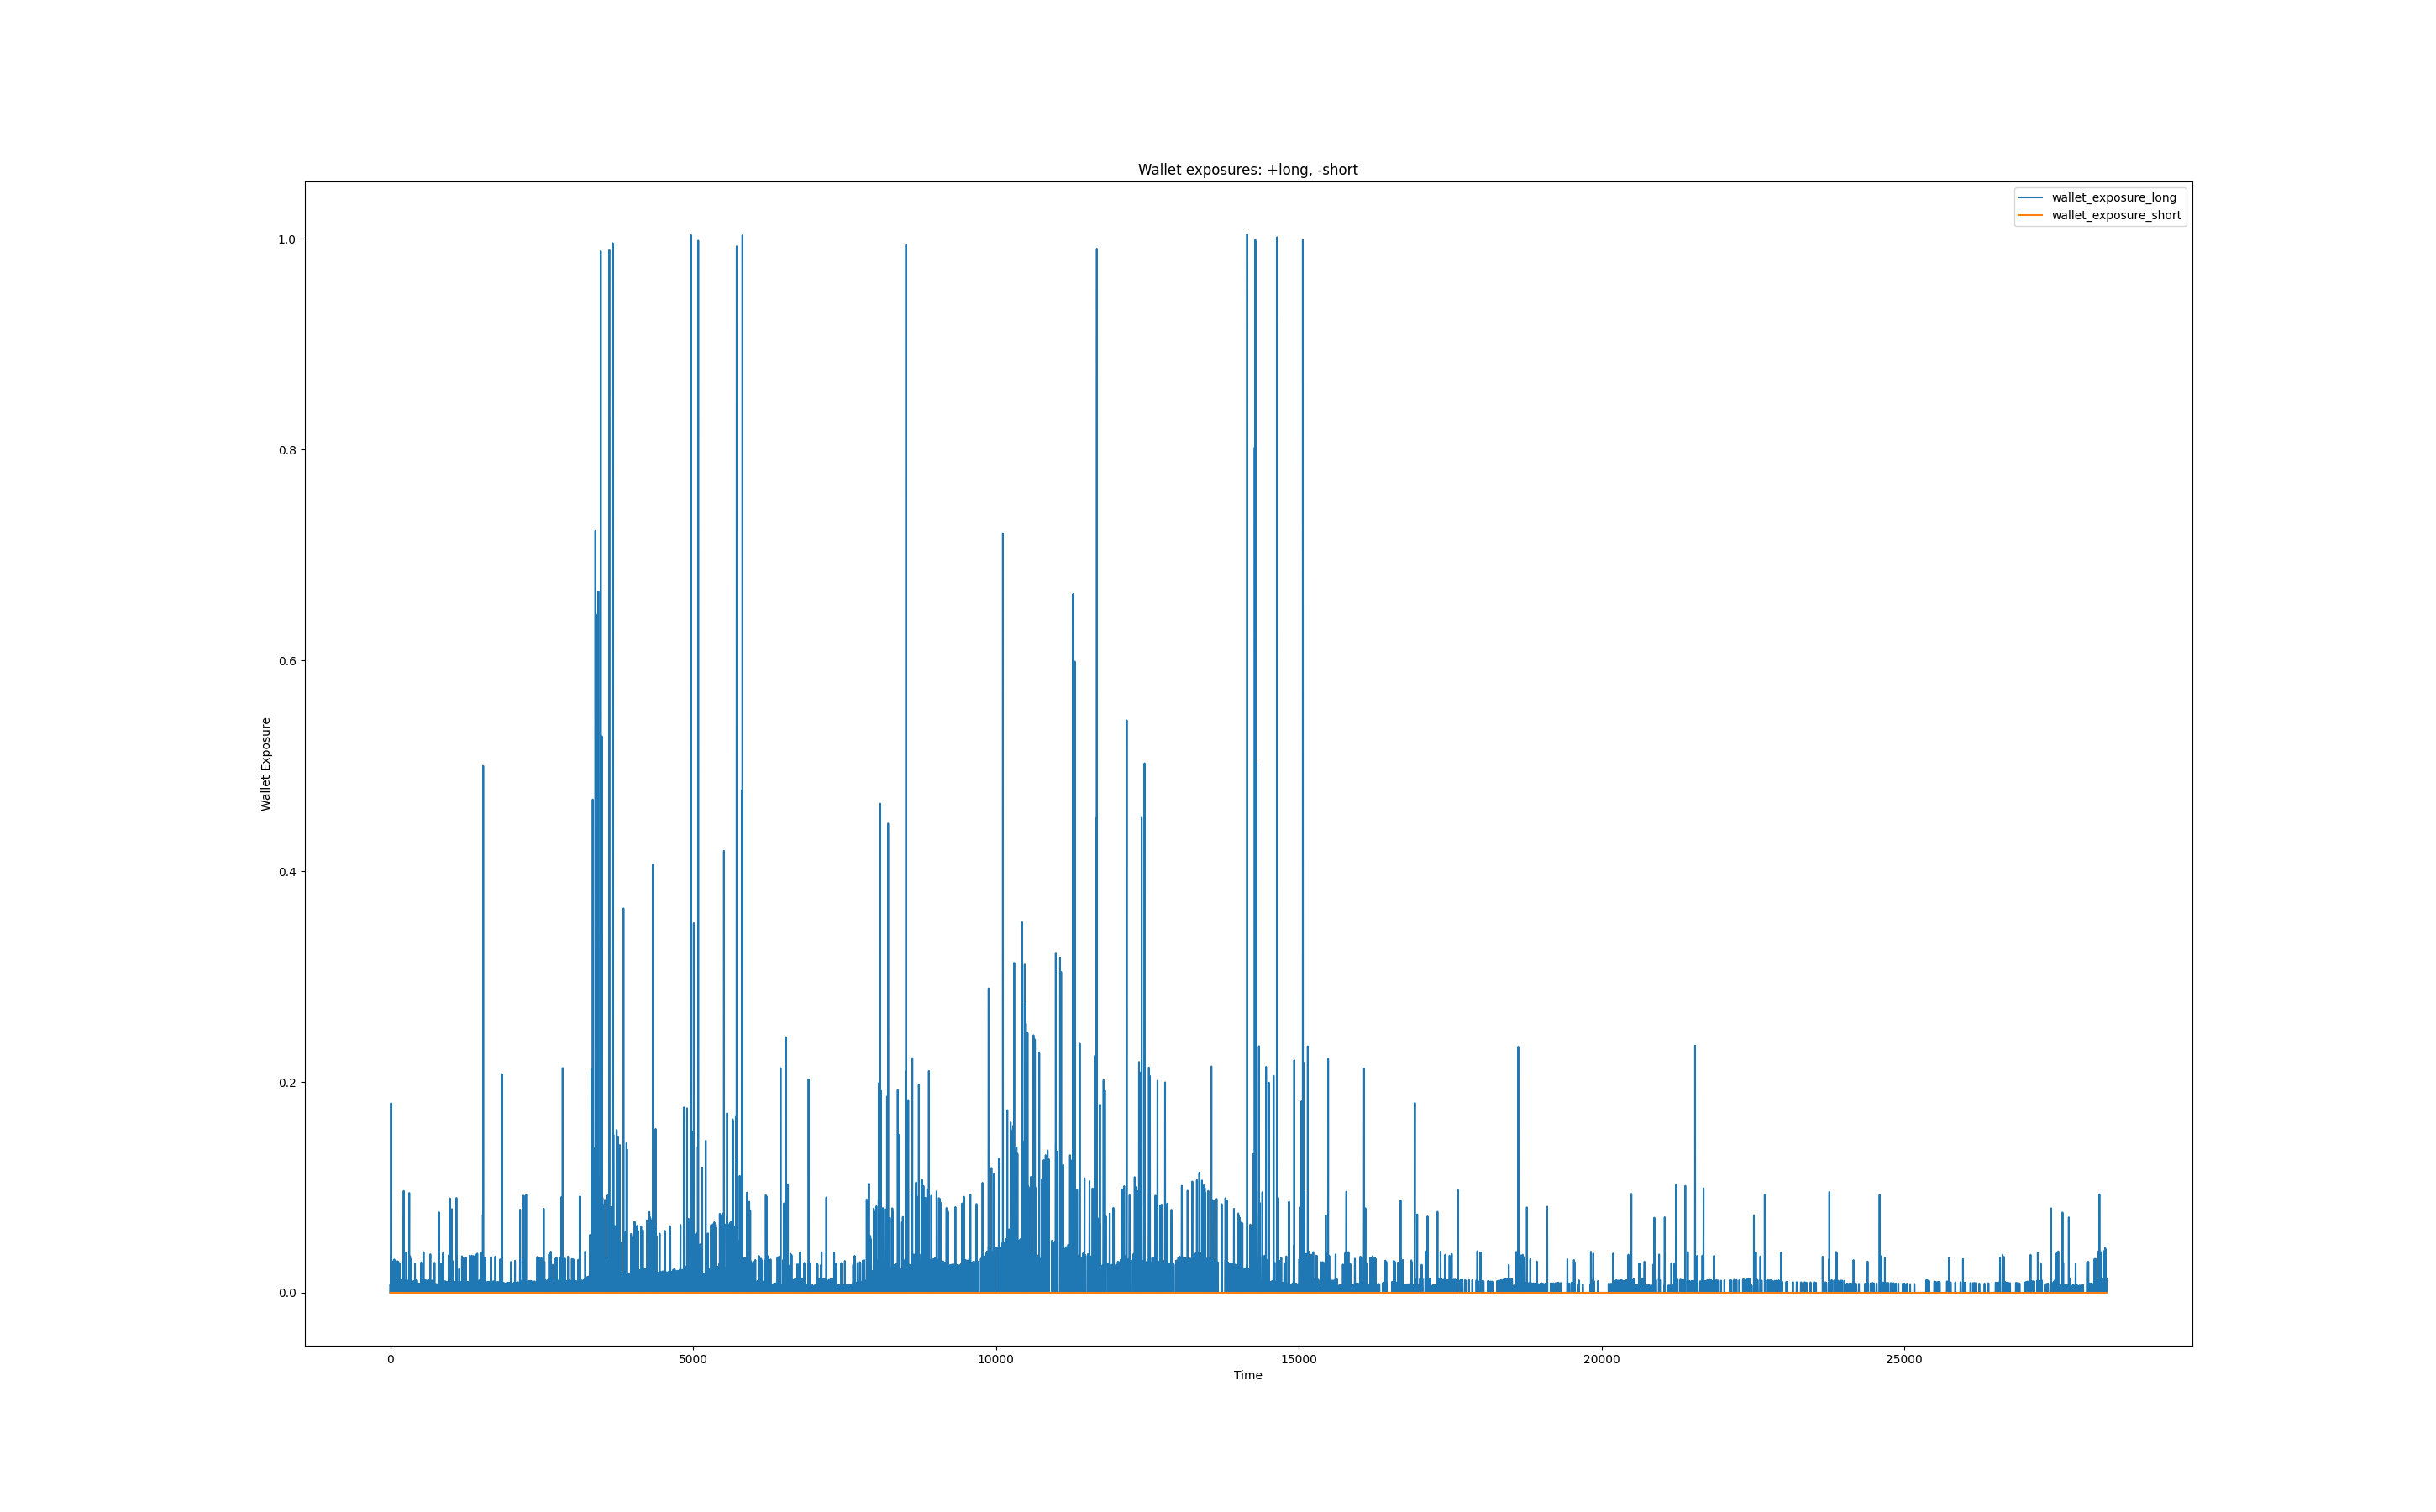 Wallet exposures: +long, -short
wallet_exposure_long
wallet_exposure_short
1.0
0.8
0.6
0.4
0.2
0.0
Wallet Exposure
0 5000 10000 15000 20000 25000
Time